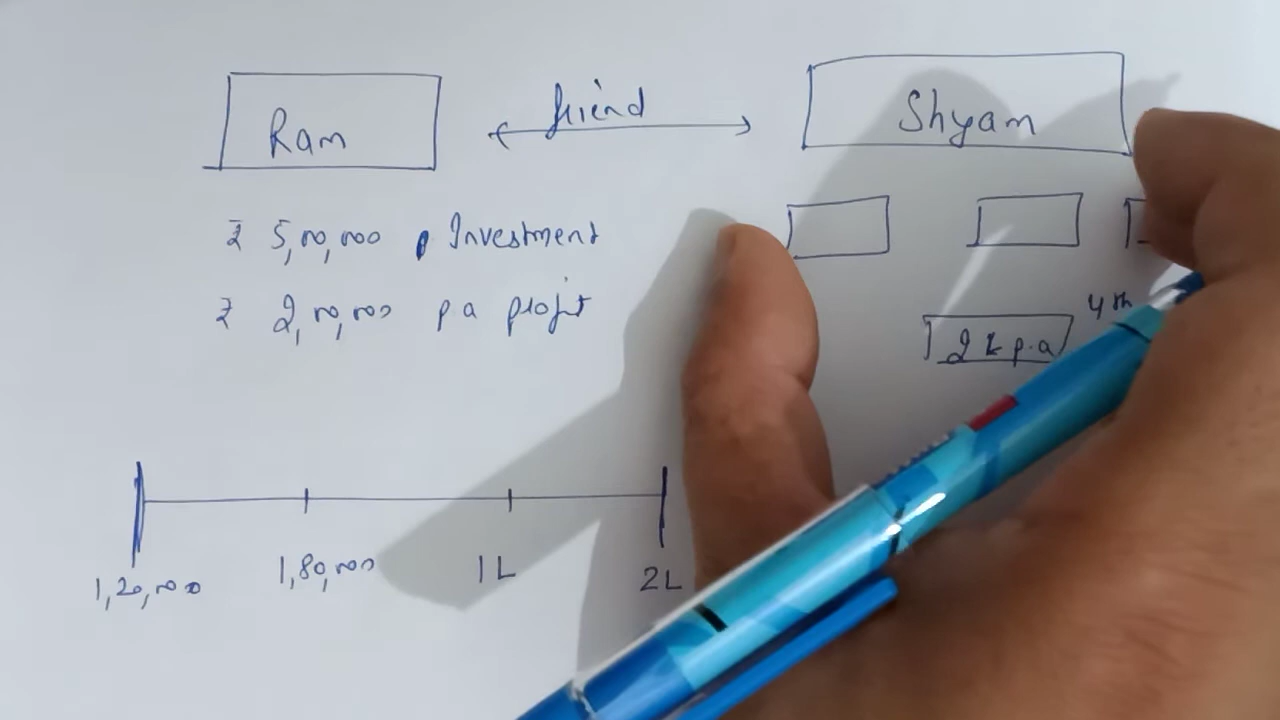 Ram
friend
Shyam
₹ 5,00,000 Investment
₹ 2,00,000 p a profit
4th
2 L p.a
1,20,000
1,80,000
1L
2L